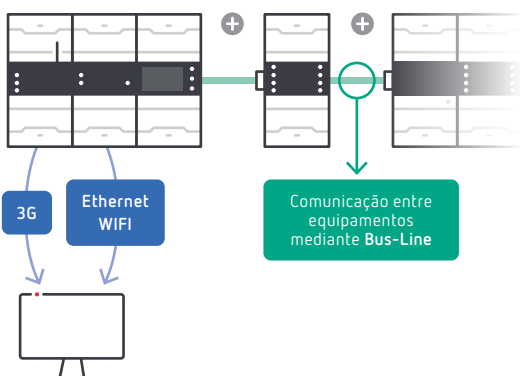 3G
Ethernet
WIFI
Comunicação entre
equipamentos
mediante Bus-Line